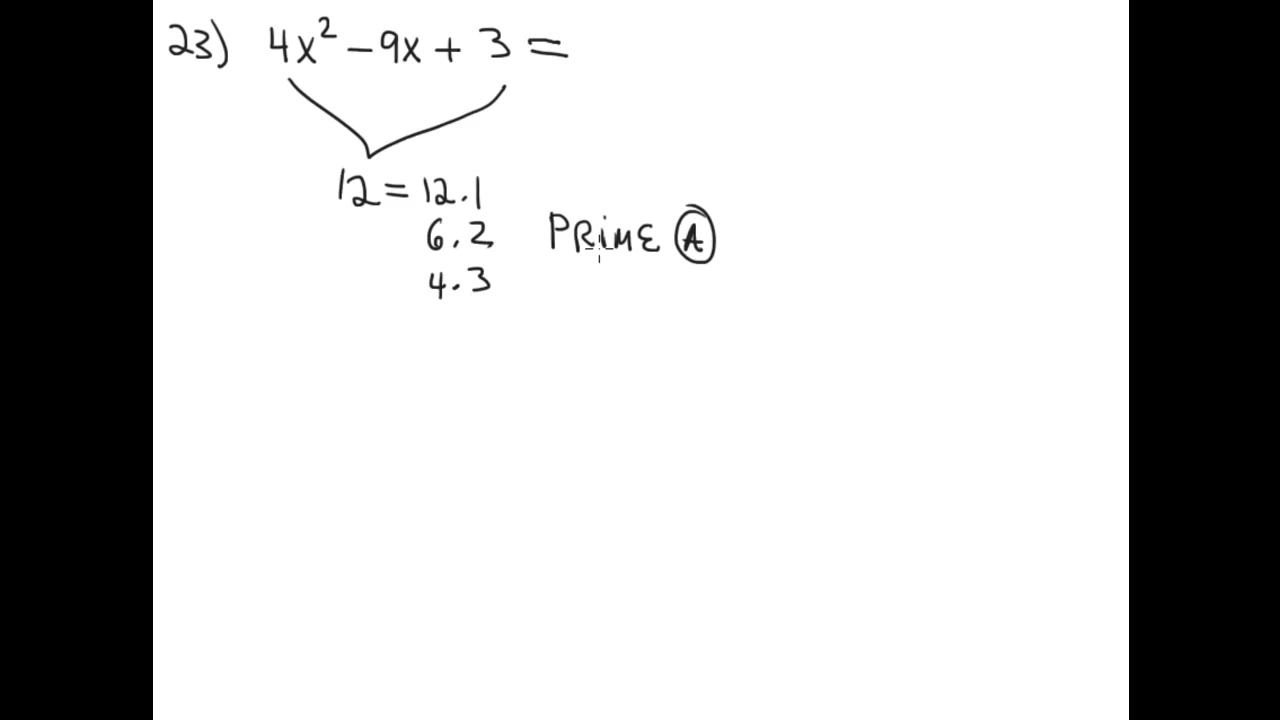 23) 4x² - 9x + 3 =
12 = 12.1
6.2 PRiME A
4.3